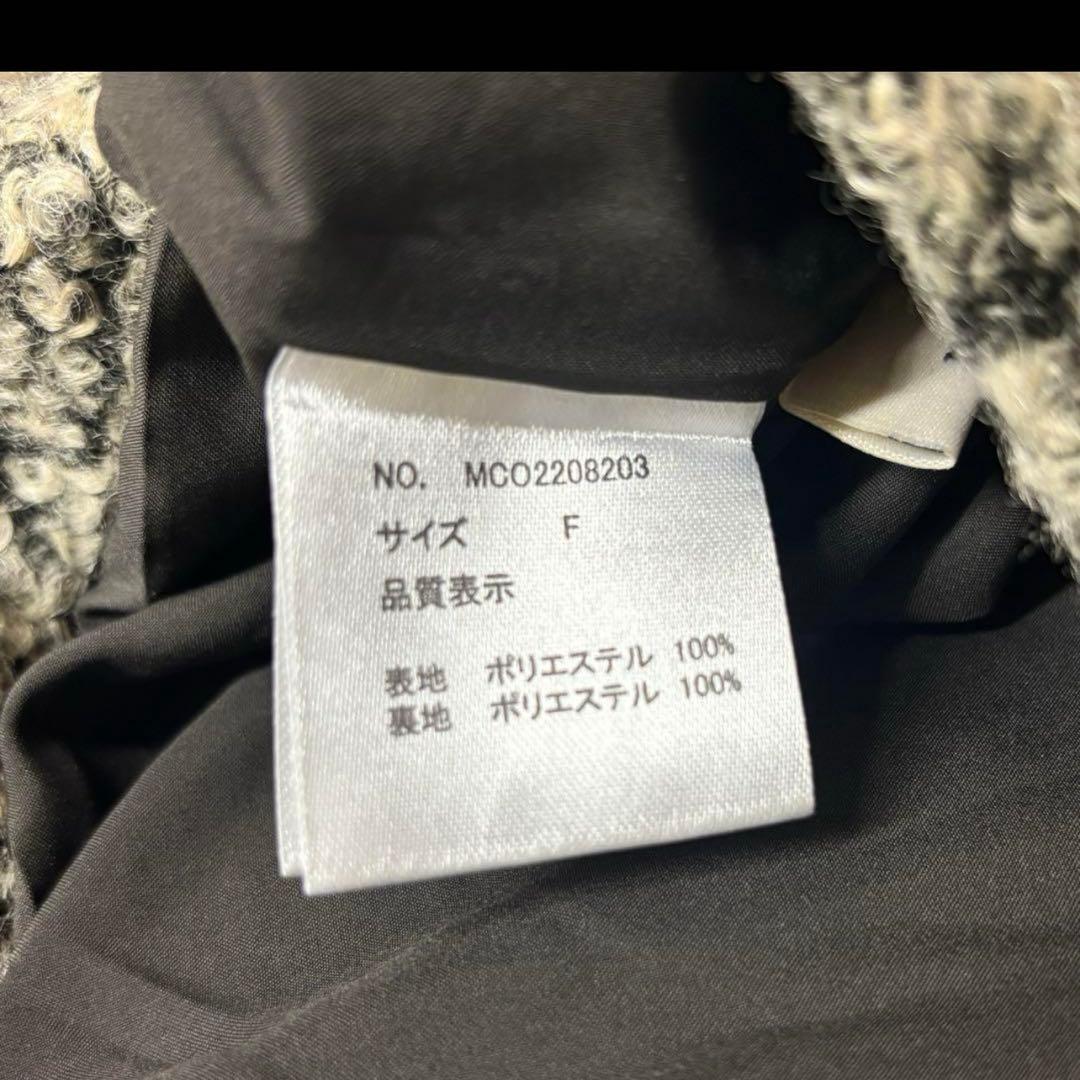 NO. MCO2208203
サイズ F
品質表示
表地 ポリエステル 100%
裏地 ポリエステル 100%